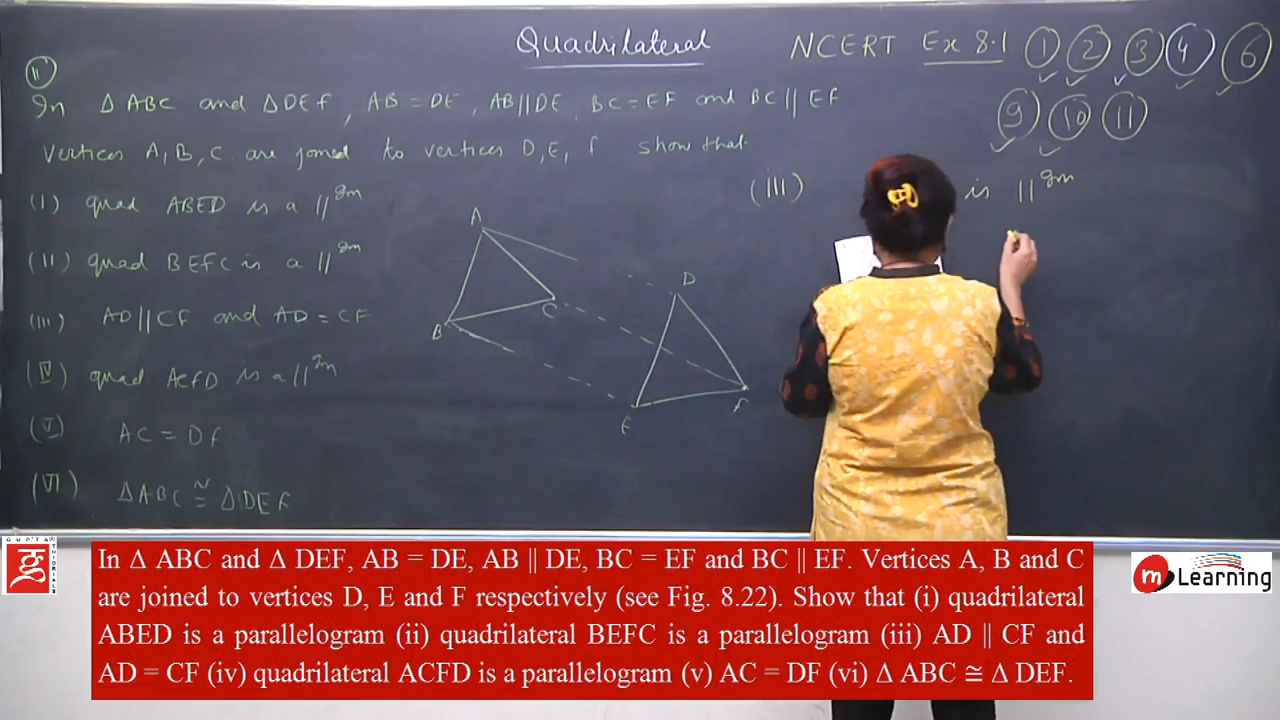 Quadrilateral NCERT Ex 8.1 1 2 3 4 6
9 10 11
11
In Δ ABC and ΔDEf, AB = DE, AB||DE, BC = EF and BC || EF
vertices A, B, C are joined to vertices D, E, f show that
(I) quad ABED is a ||gm
(II) quad BEFC is a ||gm
(III) AD||CF and AD = CF
(IV) quad ACFD is a ||gm
(V) AC = DF
(VI) ΔABC ≅ ΔDEF
A
B
C
D
E
F
(iii) is ||gm
GUPTA TUTORIALS
In Δ ABC and Δ DEF, AB = DE, AB || DE, BC = EF and BC || EF. Vertices A, B and C
are joined to vertices D, E and F respectively (see Fig. 8.22). Show that (i) quadrilateral
ABED is a parallelogram (ii) quadrilateral BEFC is a parallelogram (iii) AD || CF and
AD = CF (iv) quadrilateral ACFD is a parallelogram (v) AC = DF (vi) Δ ABC ≅ Δ DEF.
m Learning